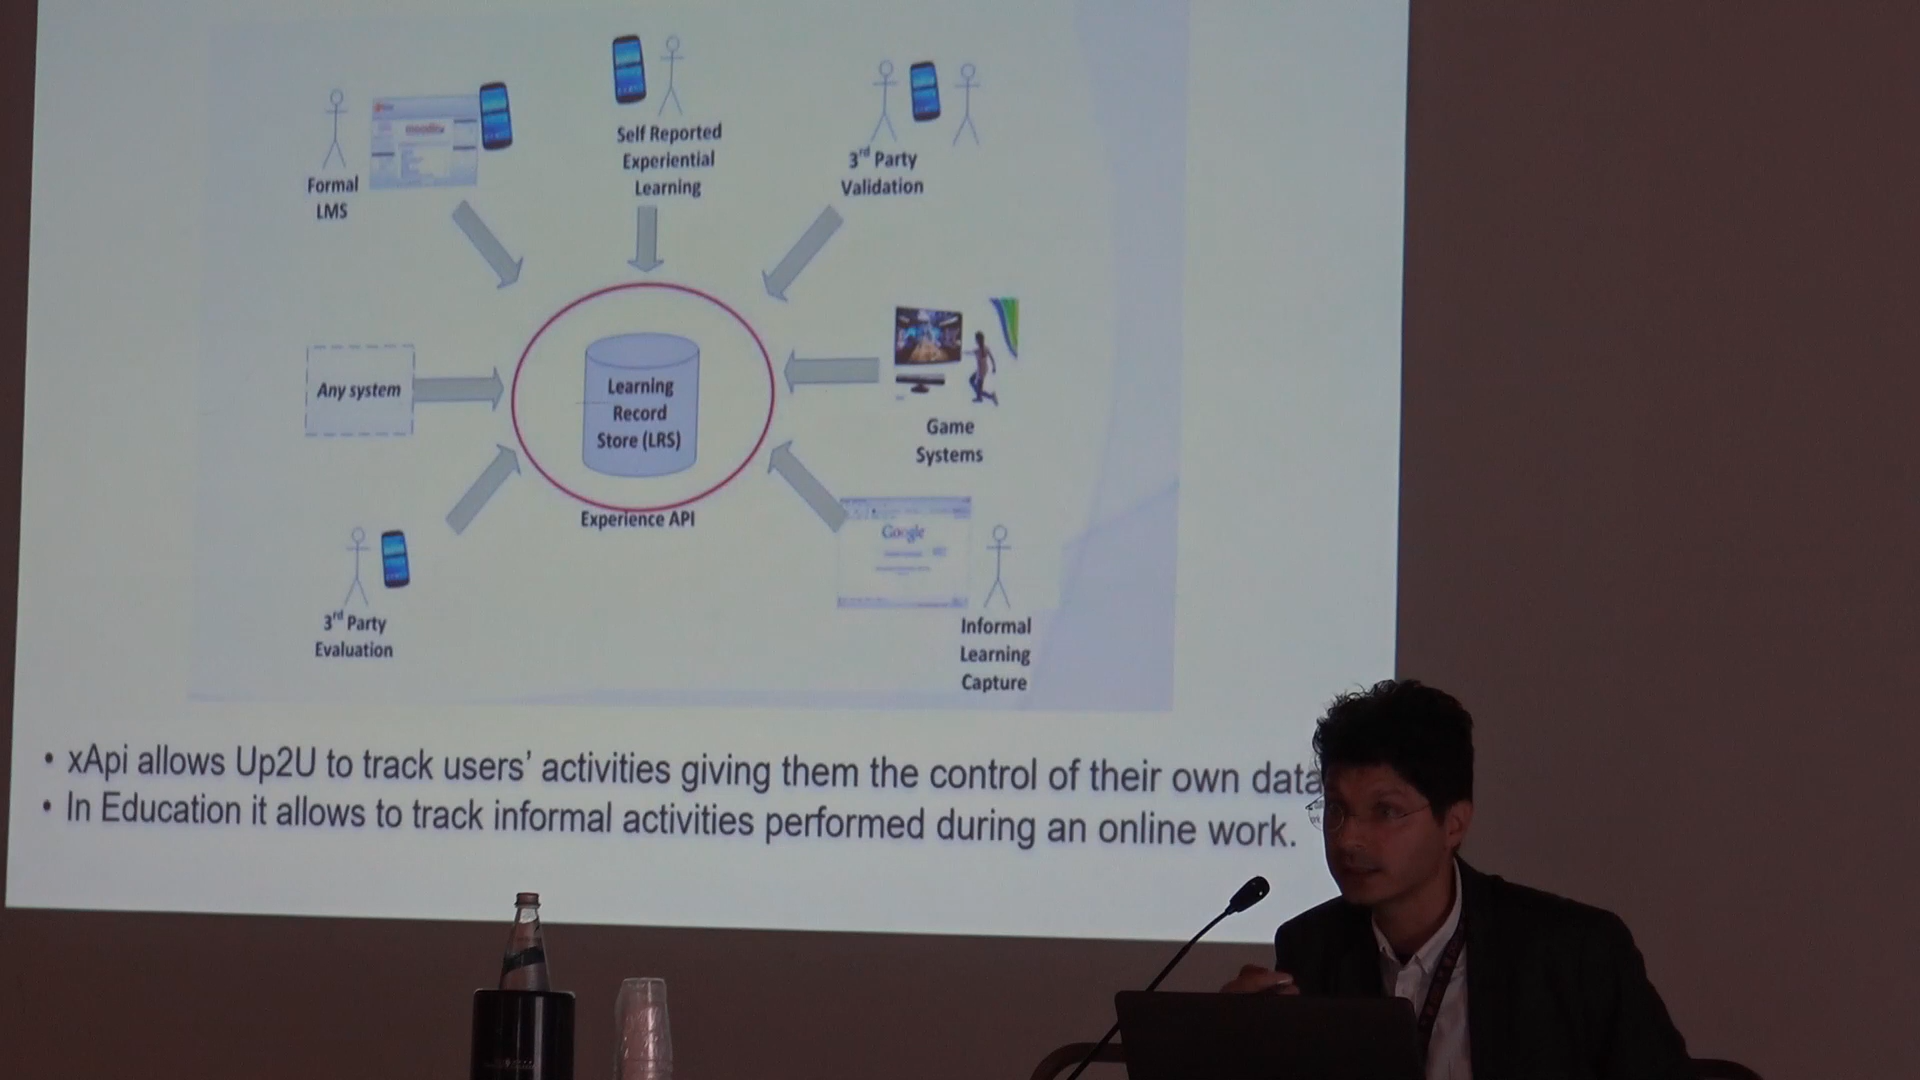 Self Reported
Experiential
Learning
3rd Party
Validation
Formal
LMS
moodle
Any system
Learning
Record
Store (LRS)
Experience API
Game
Systems
Google
3rd Party
Evaluation
Informal
Learning
Capture
• xApi allows Up2U to track users' activities giving them the control of their own data
• In Education it allows to track informal activities performed during an online work.